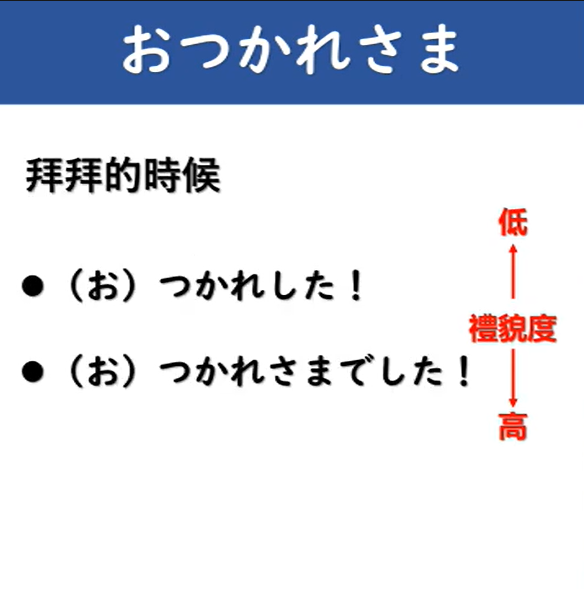 おつかれさま
拜拜的時候
低
●（お）つかれした！
禮貌度
●（お）つかれさまでした！
高